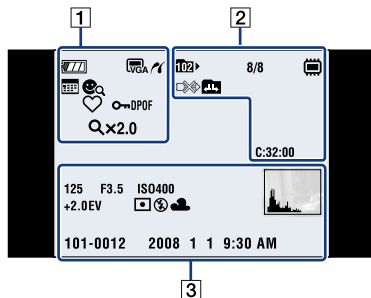 1
2
VGA
102
8/8
DPOF
×2.0
C:32:00
125 F3.5 ISO400
+2.0EV
101-0012 2008 1 1 9:30 AM
3